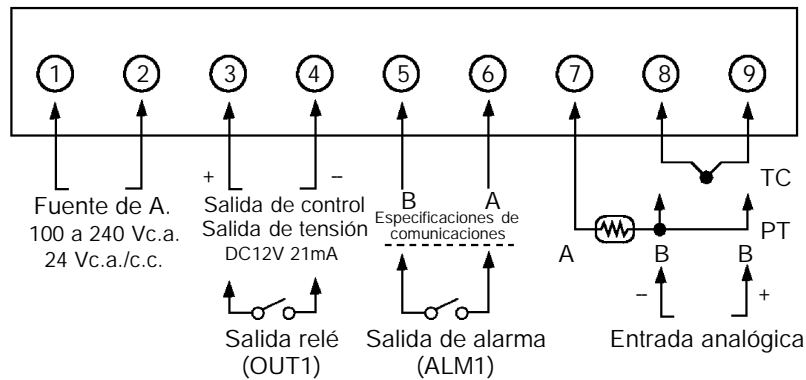 1 2 3 4 5 6 7 8 9
+ −
B A
TC
Fuente de A.
100 a 240 Vc.a.
24 Vc.a./c.c.
Salida de control
Salida de tensión
DC12V 21mA
Especificaciones de
comunicaciones
PT
A B B
− +
Salida relé
(OUT1)
Salida de alarma
(ALM1)
Entrada analógica